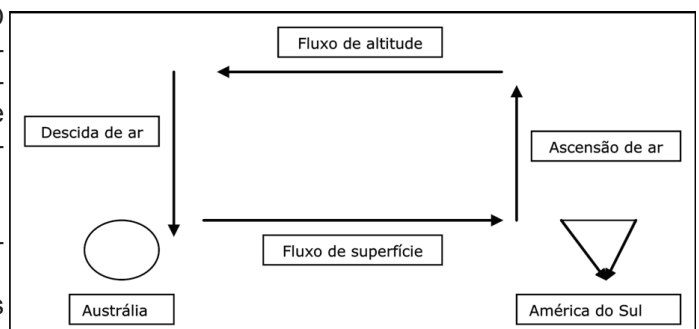 Fluxo de altitude
Descida de ar
Ascensão de ar
Fluxo de superfície
Austrália
América do Sul